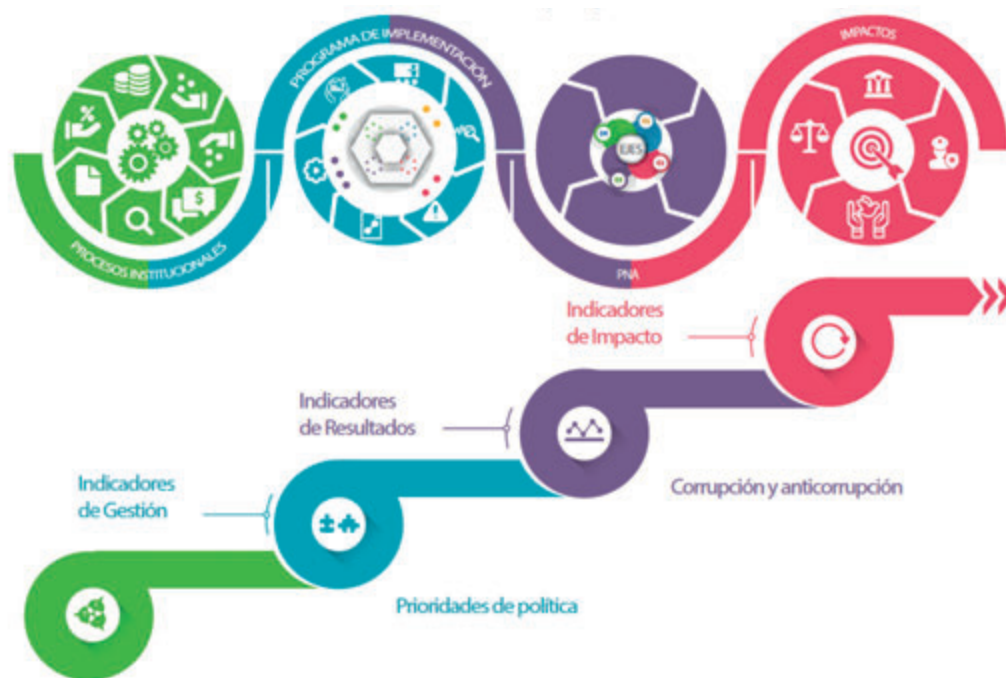 PROCESOS INSTITUCIONALES
PROGRAMA DE IMPLEMENTACIÓN
EJES
PNA
IMPACTOS
Indicadores
de Impacto
Indicadores
de Resultados
Corrupción y anticorrupción
Indicadores
de Gestión
Prioridades de política